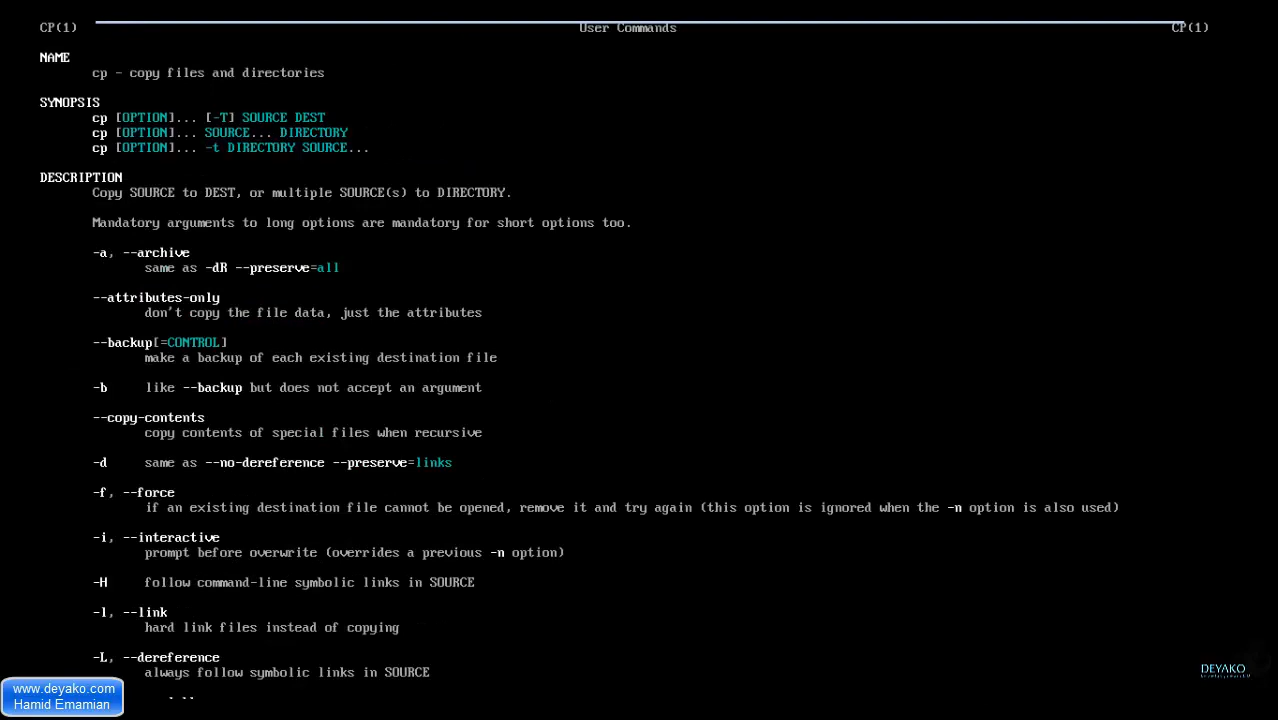 CP(1) User Commands CP(1)
NAME
cp - copy files and directories
SYNOPSIS
cp [OPTION]... [-T] SOURCE DEST
cp [OPTION]... SOURCE... DIRECTORY
cp [OPTION]... -t DIRECTORY SOURCE...
DESCRIPTION
Copy SOURCE to DEST, or multiple SOURCE(s) to DIRECTORY.
Mandatory arguments to long options are mandatory for short options too.
-a, --archive
same as -dR --preserve=all
--attributes-only
don't copy the file data, just the attributes
--backup[=CONTROL]
make a backup of each existing destination file
-b like --backup but does not accept an argument
--copy-contents
copy contents of special files when recursive
-d same as --no-dereference --preserve=links
-f, --force
if an existing destination file cannot be opened, remove it and try again (this option is ignored when the -n option is also used)
-i, --interactive
prompt before overwrite (overrides a previous -n option)
-H follow command-line symbolic links in SOURCE
-l, --link
hard link files instead of copying
-L, --dereference
always follow symbolic links in SOURCE
www.deyako.com
Hamid Emamian
DEYAKO